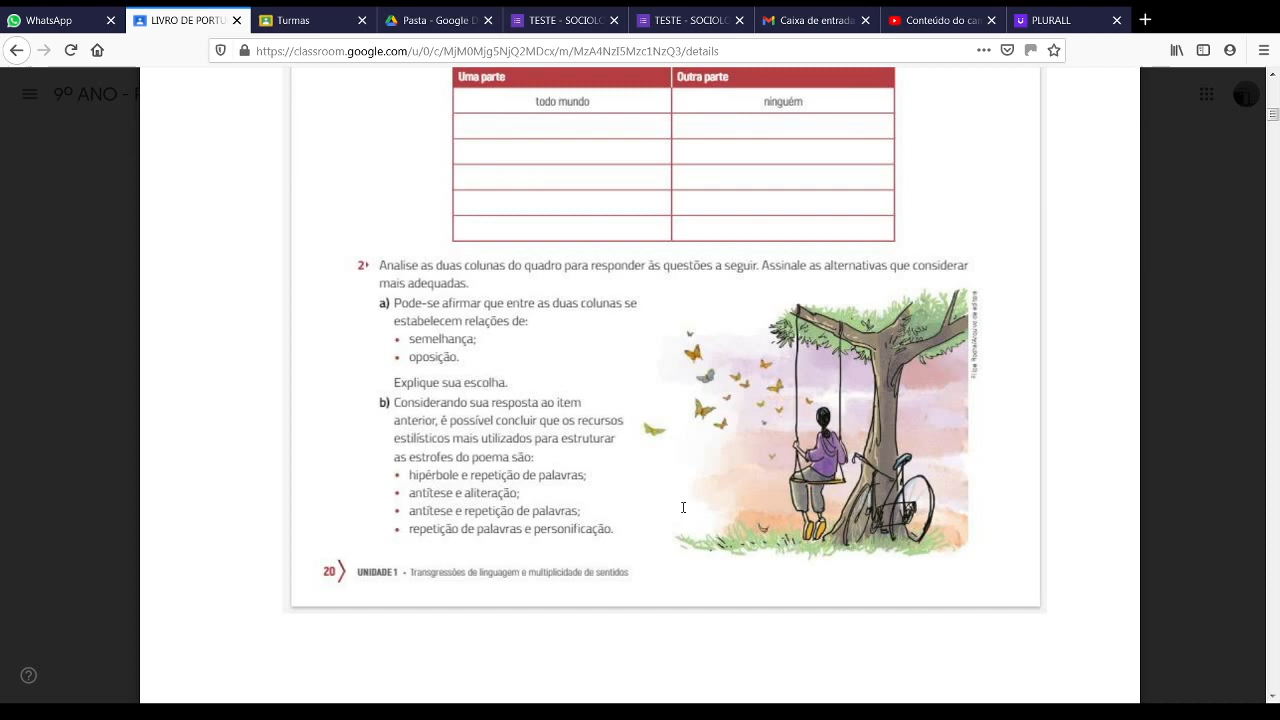 WhatsApp
LIVRO DE PORTU
Turmas
Pasta - Google D
TESTE - SOCIOLO
TESTE - SOCIOLO
Caixa de entrada
Conteúdo do can
PLURALL
https://classroom.google.com/u/0/c/MjM0Mjg5NjQ2MDcx/m/MzA4NzI5Mzc1NzQ3/details
9º ANO - P
Uma parte Outra parte
todo mundo ninguém
2 Analise as duas colunas do quadro para responder às questões a seguir. Assinale as alternativas que considerar
mais adequadas.
a) Pode-se afirmar que entre as duas colunas se
estabelecem relações de:
• semelhança;
• oposição.
Explique sua escolha.
b) Considerando sua resposta ao item
anterior, é possível concluir que os recursos
estilísticos mais utilizados para estruturar
as estrofes do poema são:
• hipérbole e repetição de palavras;
• antítese e aliteração;
• antítese e repetição de palavras;
• repetição de palavras e personificação.
20 UNIDADE 1 • Transgressões de linguagem e multiplicidade de sentidos